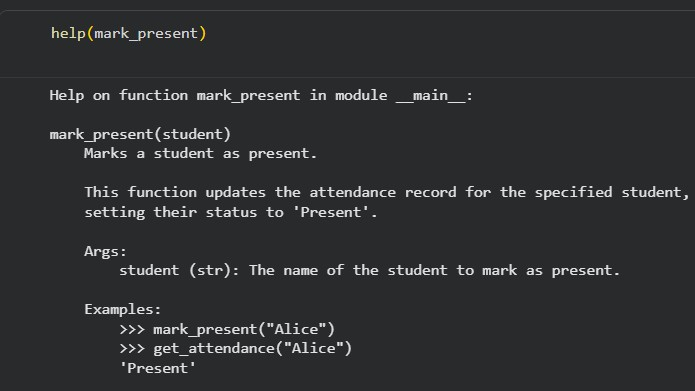 help(mark_present)
Help on function mark_present in module __main__:
mark_present(student)
Marks a student as present.
This function updates the attendance record for the specified student,
setting their status to 'Present'.
Args:
student (str): The name of the student to mark as present.
Examples:
>>> mark_present("Alice")
>>> get_attendance("Alice")
'Present'